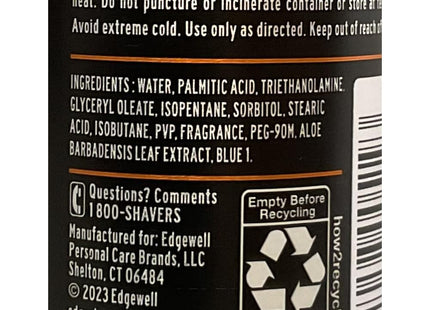 heat. Do not puncture or incinerate container or store at
Avoid extreme cold. Use only as directed. Keep out of reach of
INGREDIENTS: WATER, PALMITIC ACID, TRIETHANOLAMINE,
GLYCERYL OLEATE, ISOPENTANE, SORBITOL, STEARIC
ACID, ISOBUTANE, PVP, FRAGRANCE, PEG-90M, ALOE
BARBADENSIS LEAF EXTRACT, BLUE 1.
Questions? Comments
1 800-SHAVERS
Manufactured for: Edgewell
Personal Care Brands, LLC
Shelton, CT 06484
© 2023 Edgewell
Empty Before
Recycling
how2recyc